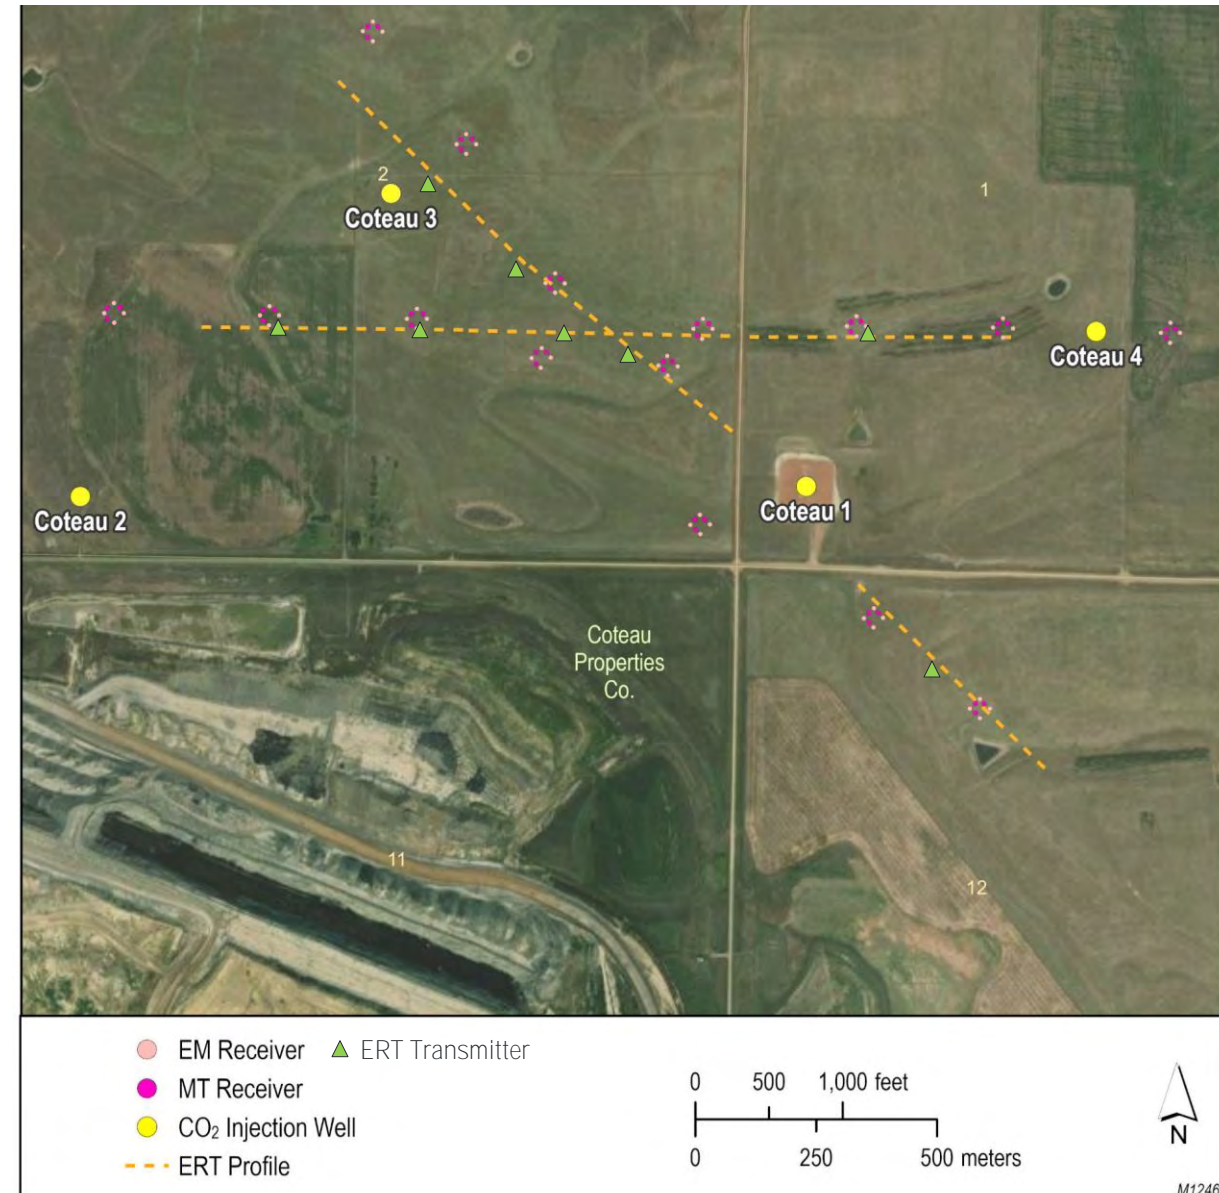 2
1
Coteau 3
Coteau 4
Coteau 1
Coteau 2
Coteau
Properties
Co.
11
12
EM Receiver
ERT Transmitter
MT Receiver
CO₂ Injection Well
ERT Profile
0 500 1,000 feet
0 250 500 meters
N
M1246